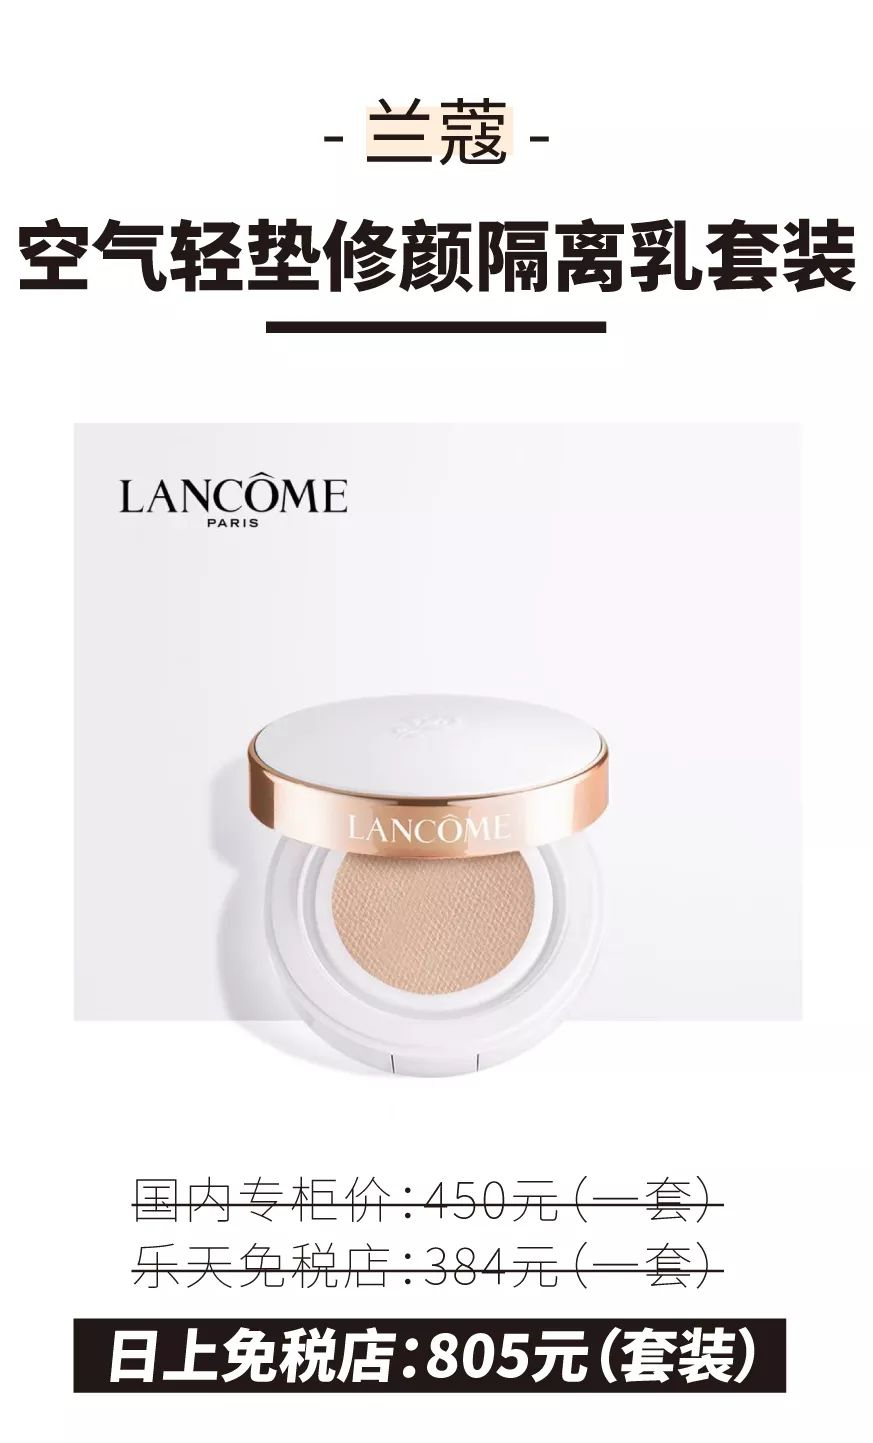 - 兰蔻 -
空气轻垫修颜隔离乳套装
LANCÔME
PARIS
LANCÔME
国内专柜价:450元(一套)
乐天免税店:384元(一套)
日上免税店:805元(套装)